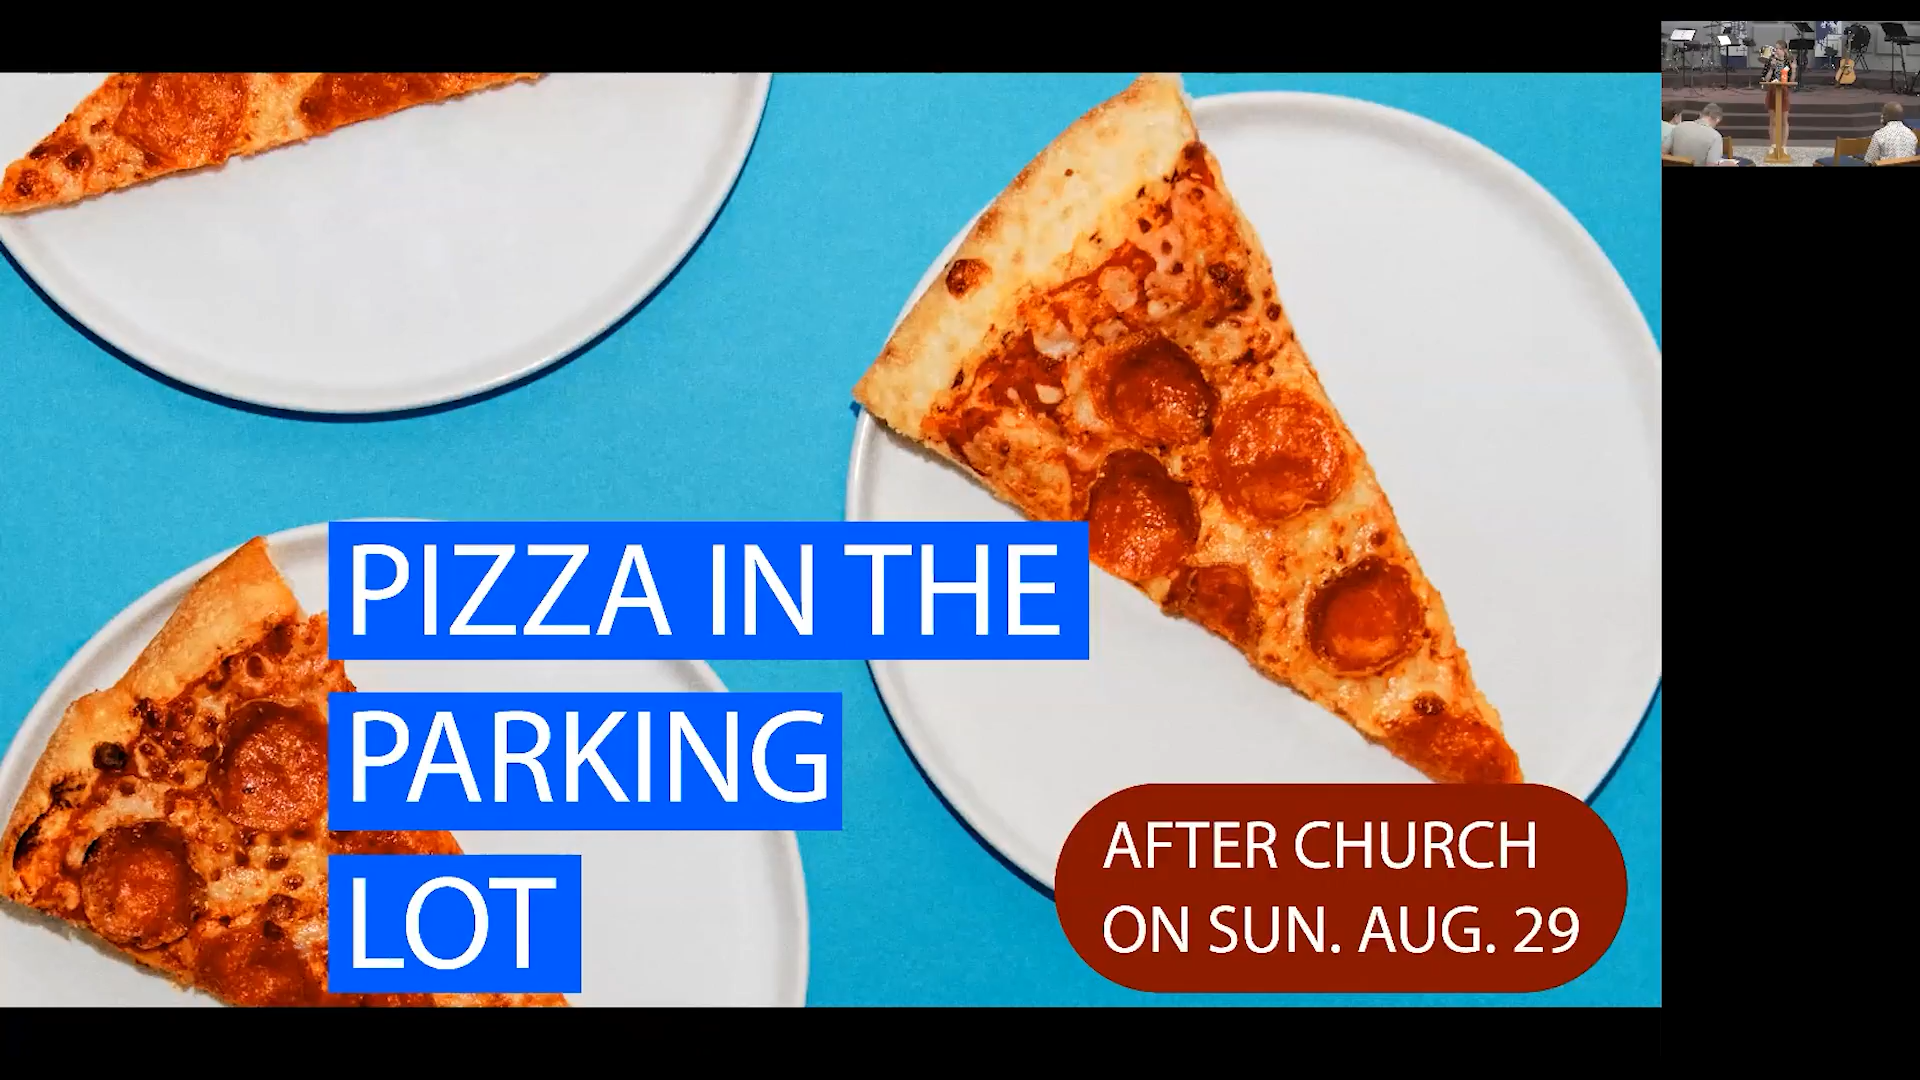 PIZZA IN THE
PARKING
LOT
AFTER CHURCH
ON SUN. AUG. 29